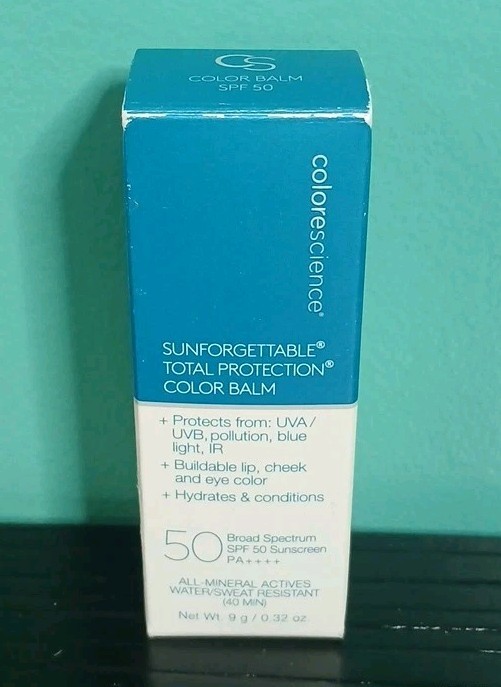 CS
COLOR BALM
SPF 50
colorescience®
SUNFORGETTABLE®
TOTAL PROTECTION®
COLOR BALM
+ Protects from: UVA/
UVB, pollution, blue
light, IR
+ Buildable lip, cheek
and eye color
+ Hydrates & conditions
50
Broad Spectrum
SPF 50 Sunscreen
PA++++
ALL-MINERAL ACTIVES
WATER/SWEAT RESISTANT
(40 MIN)
Net Wt. 9 g / 0.32 oz.